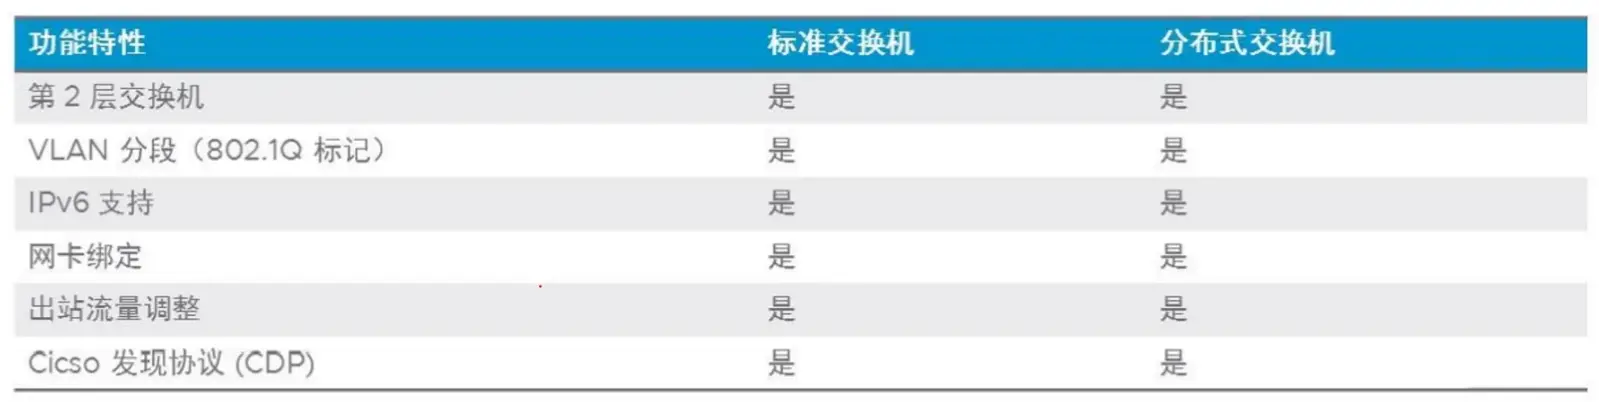 功能特性 标准交换机 分布式交换机
第 2 层交换机 是 是
VLAN 分段（802.1Q 标记） 是 是
IPv6 支持 是 是
网卡绑定 是 是
出站流量调整 是 是
Cicso 发现协议 (CDP) 是 是